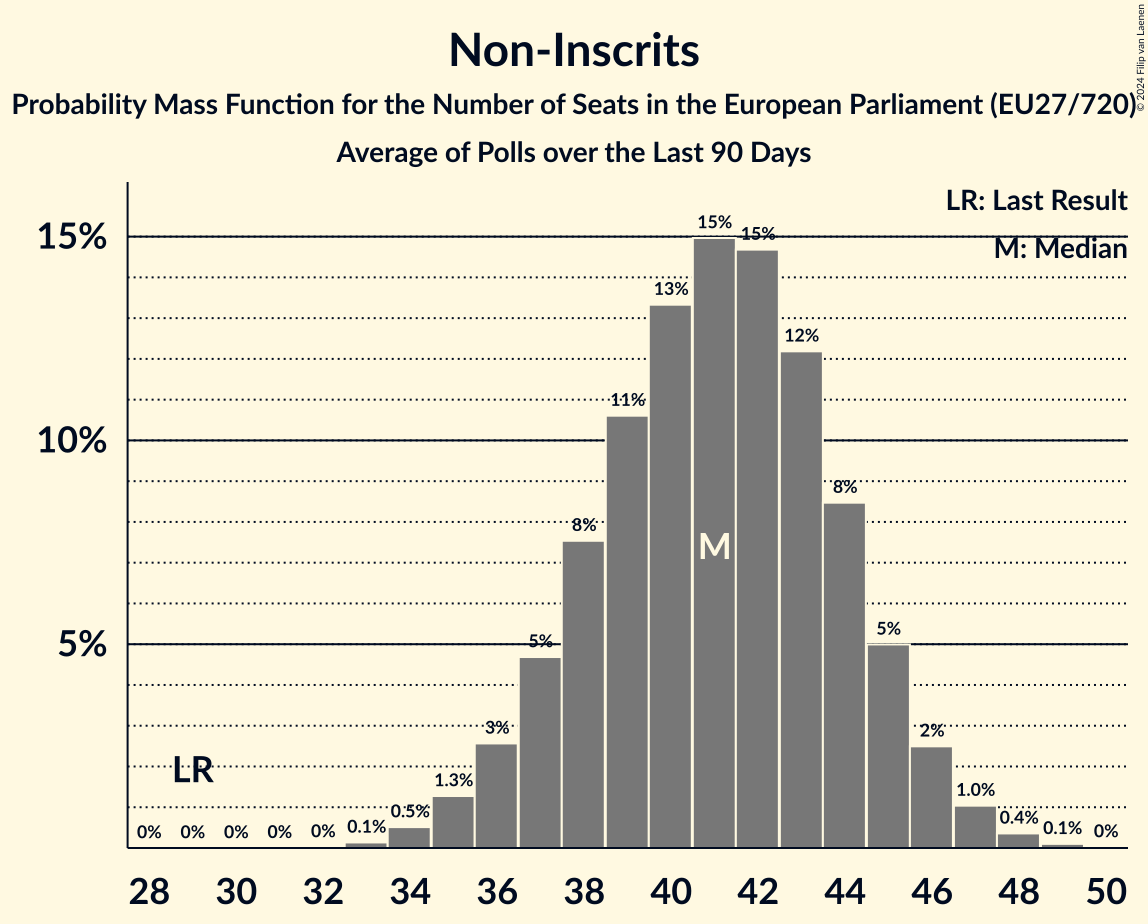 Non-Inscrits
Probability Mass Function for the Number of Seats in the European Parliament (EU27/720)
Average of Polls over the Last 90 Days
© 2024 Filip van Laenen
LR: Last Result
M: Median
15%
10%
5%
0% 0% 0% 0% 0% 0.1% 0.5% 1.3% 3% 5% 8% 11% 13% 15% 15% 12% 8% 5% 2% 1.0% 0.4% 0.1% 0%
LR
M
28 30 32 34 36 38 40 42 44 46 48 50